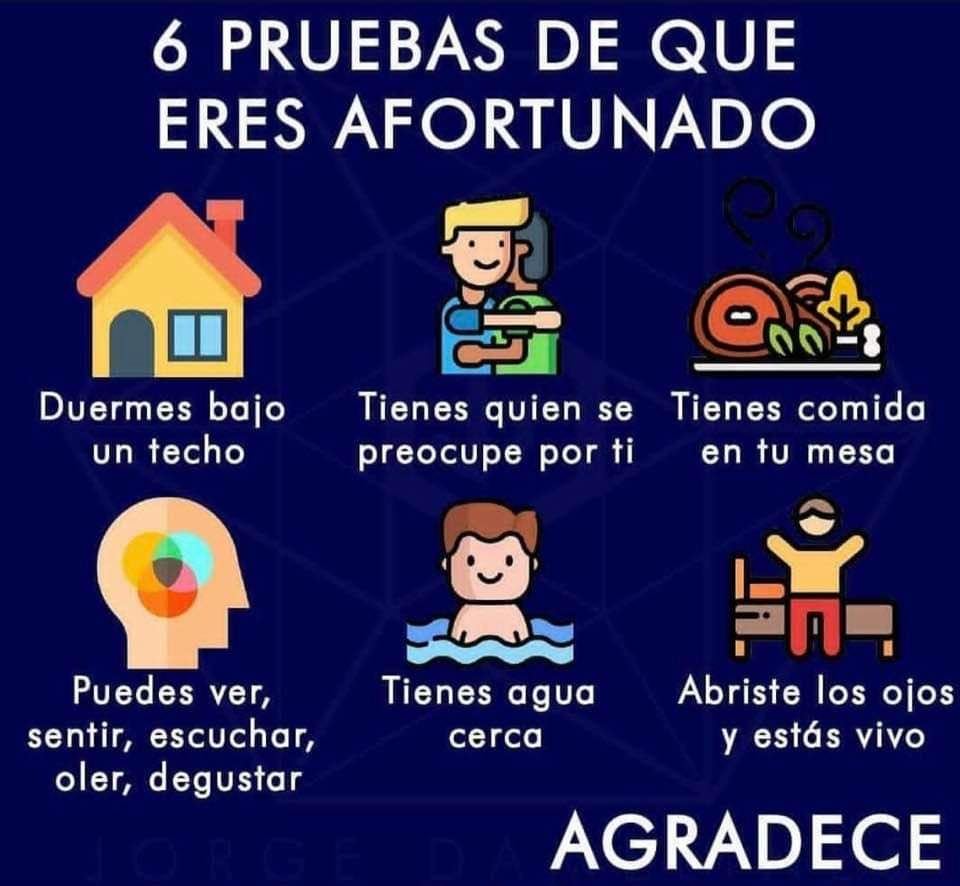 6 PRUEBAS DE QUE
ERES AFORTUNADO
Duermes bajo
un techo
Tienes quien se
preocupe por ti
Tienes comida
en tu mesa
Puedes ver,
sentir, escuchar,
oler, degustar
Tienes agua
cerca
Abriste los ojos
y estás vivo
AGRADECE
JORGE